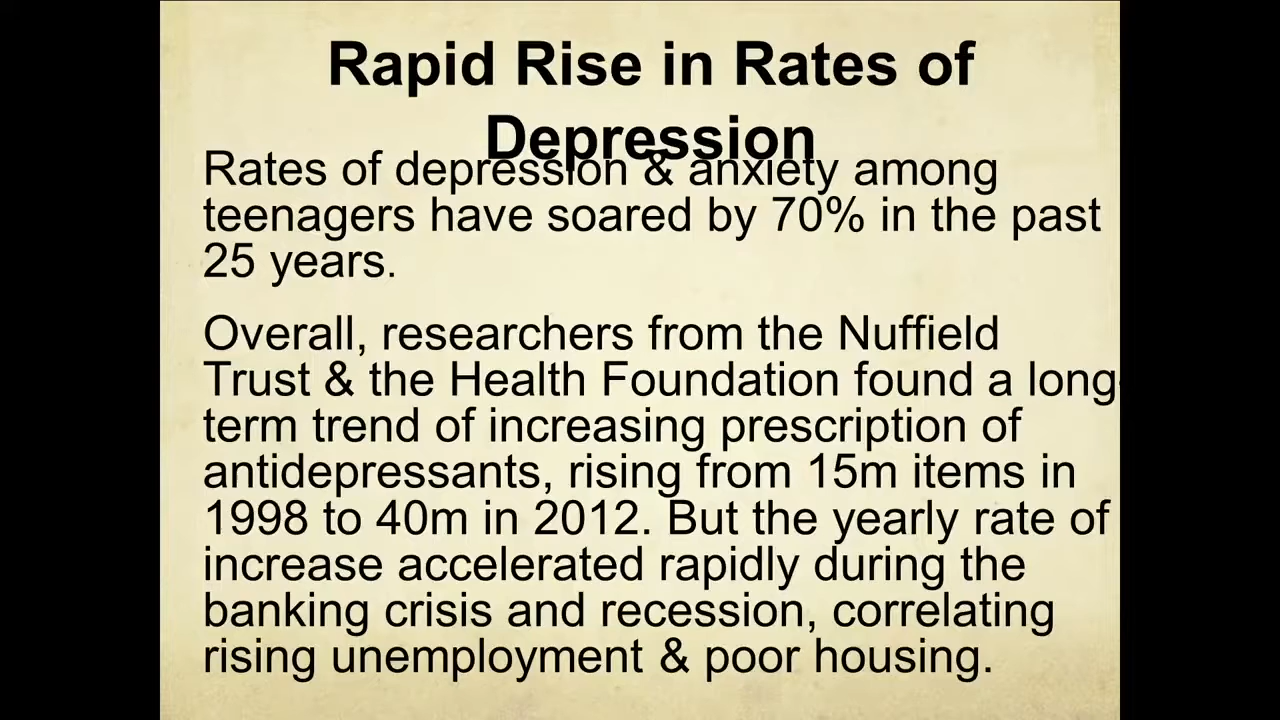 Rapid Rise in Rates of
Depression
Rates of depression & anxiety among
teenagers have soared by 70% in the past
25 years.
Overall, researchers from the Nuffield
Trust & the Health Foundation found a long-
term trend of increasing prescription of
antidepressants, rising from 15m items in
1998 to 40m in 2012. But the yearly rate of
increase accelerated rapidly during the
banking crisis and recession, correlating
rising unemployment & poor housing.